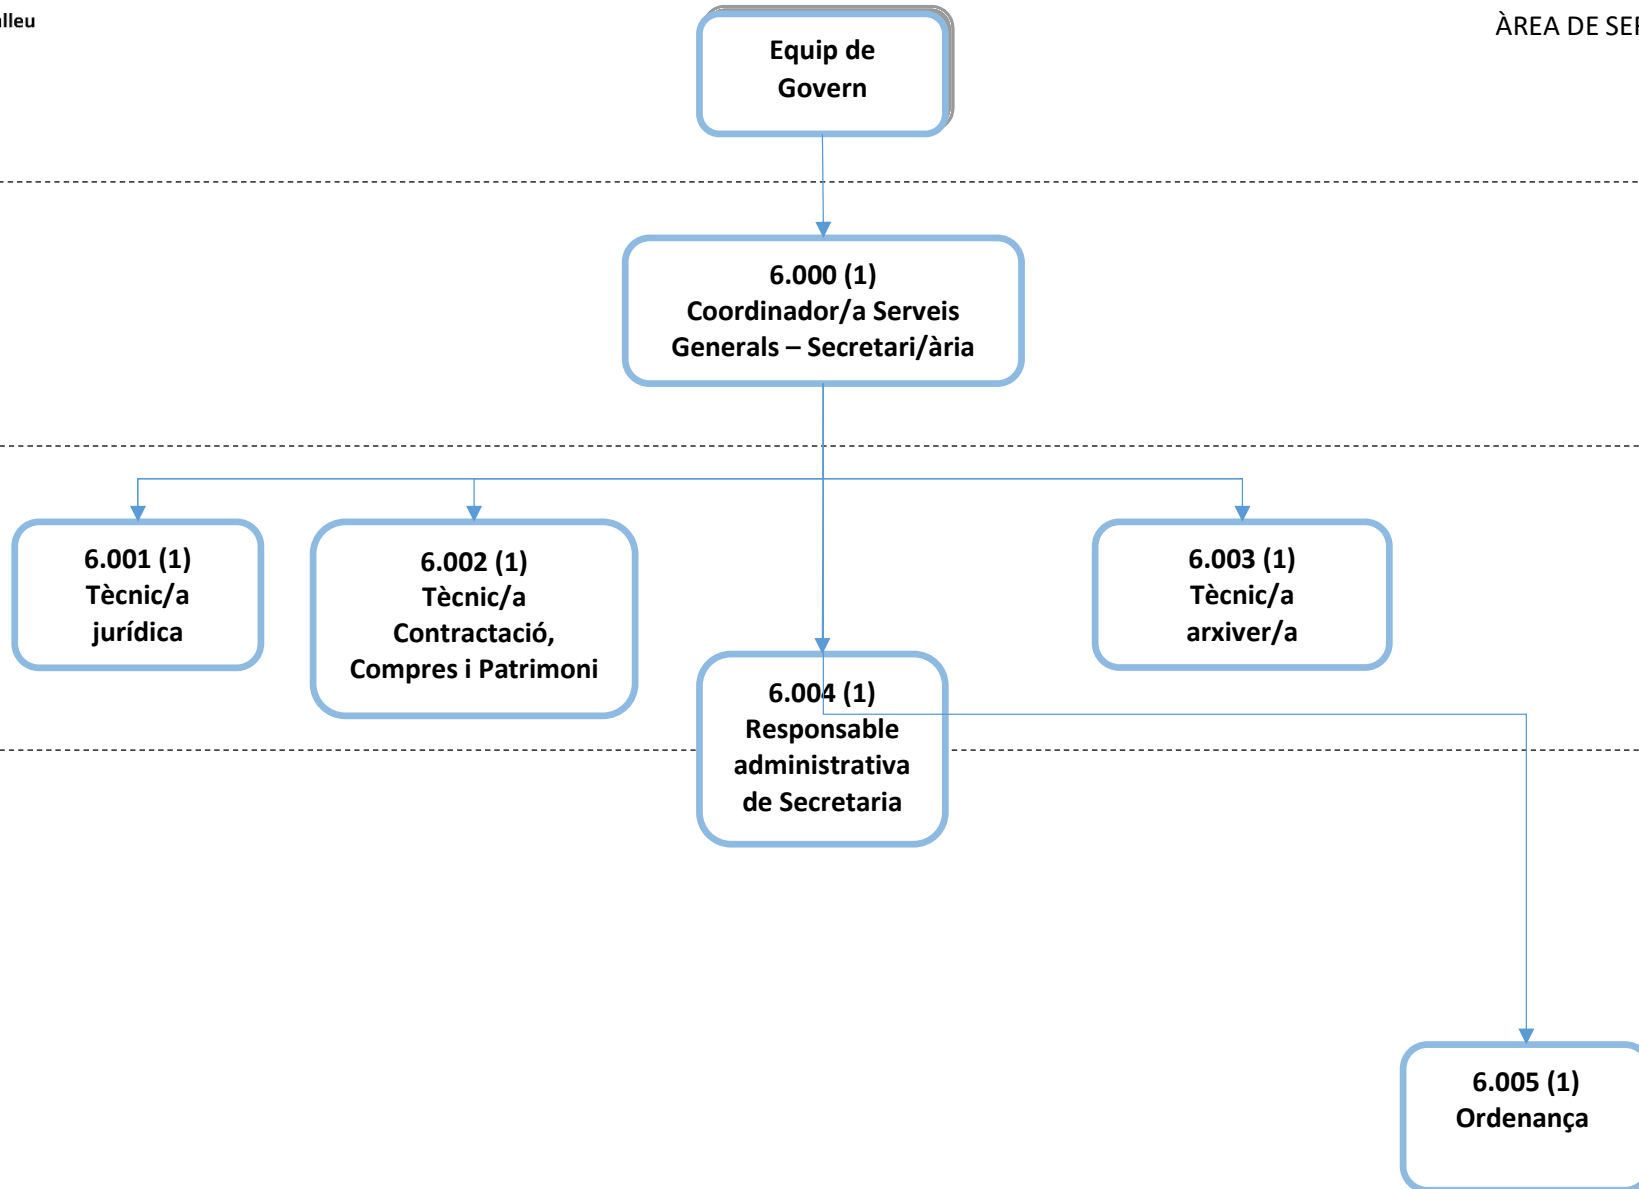 lleu
ÀREA DE SER
Equip de
Govern
6.000 (1)
Coordinador/a Serveis
Generals – Secretari/ària
6.001 (1)
Tècnic/a
jurídica
6.002 (1)
Tècnic/a
Contractació,
Compres i Patrimoni
6.003 (1)
Tècnic/a
arxiver/a
6.004 (1)
Responsable
administrativa
de Secretaria
6.005 (1)
Ordenança